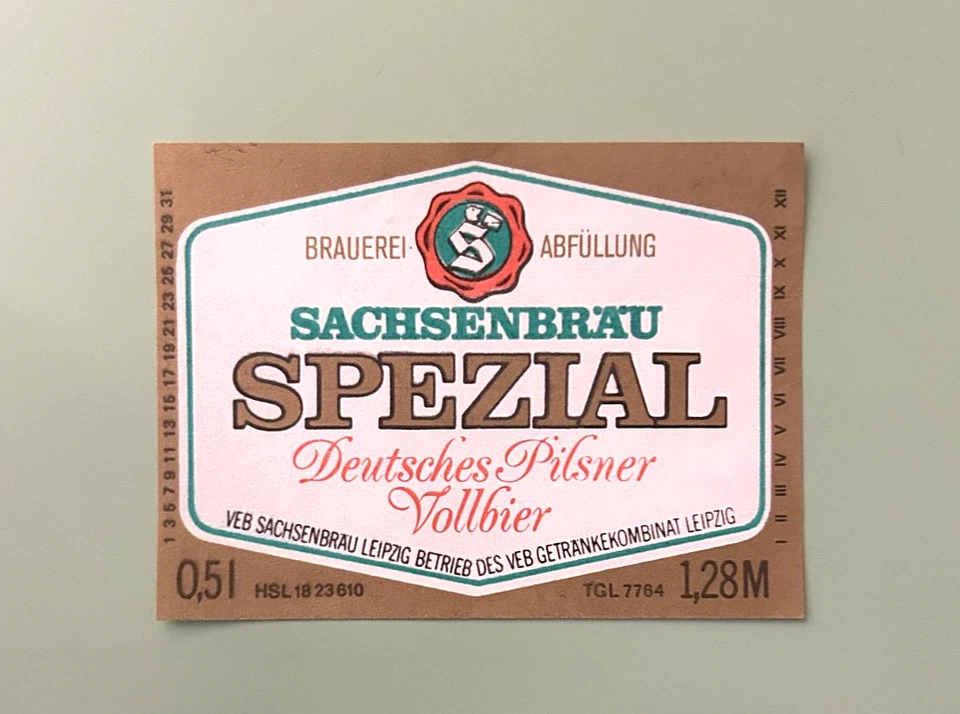 BRAUEREI· S ABFÜLLUNG
SACHSENBRÄU
SPEZIAL
Deutsches Pilsner
Vollbier
VEB SACHSENBRÄU LEIPZIG BETRIEB DES VEB GETRÄNKEKOMBINAT LEIPZIG
0,5 l HSL 18 23 610 TGL 7764 1,28 M
1 3 5 7 9 11 13 15 17 19 21 23 25 27 29 31
I II III IV V VI VII VIII IX X XI XII